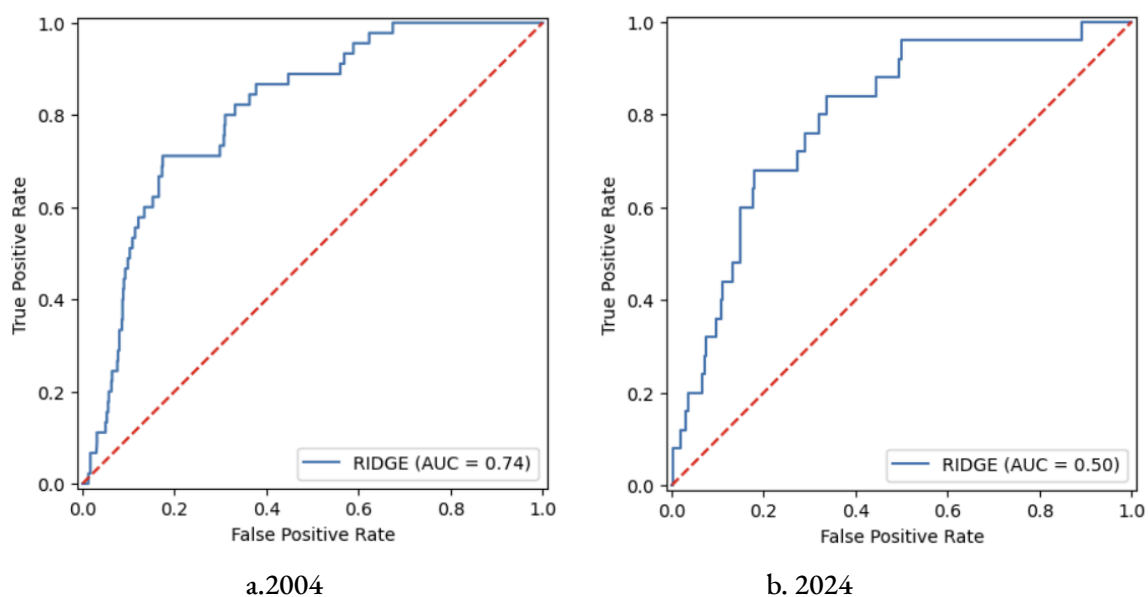 1.0
0.8
0.6
0.4
0.2
0.0
True Positive Rate
RIDGE (AUC = 0.74)
0.0 0.2 0.4 0.6 0.8 1.0
False Positive Rate
a.2004
1.0
0.8
0.6
0.4
0.2
0.0
True Positive Rate
RIDGE (AUC = 0.50)
0.0 0.2 0.4 0.6 0.8 1.0
False Positive Rate
b. 2024